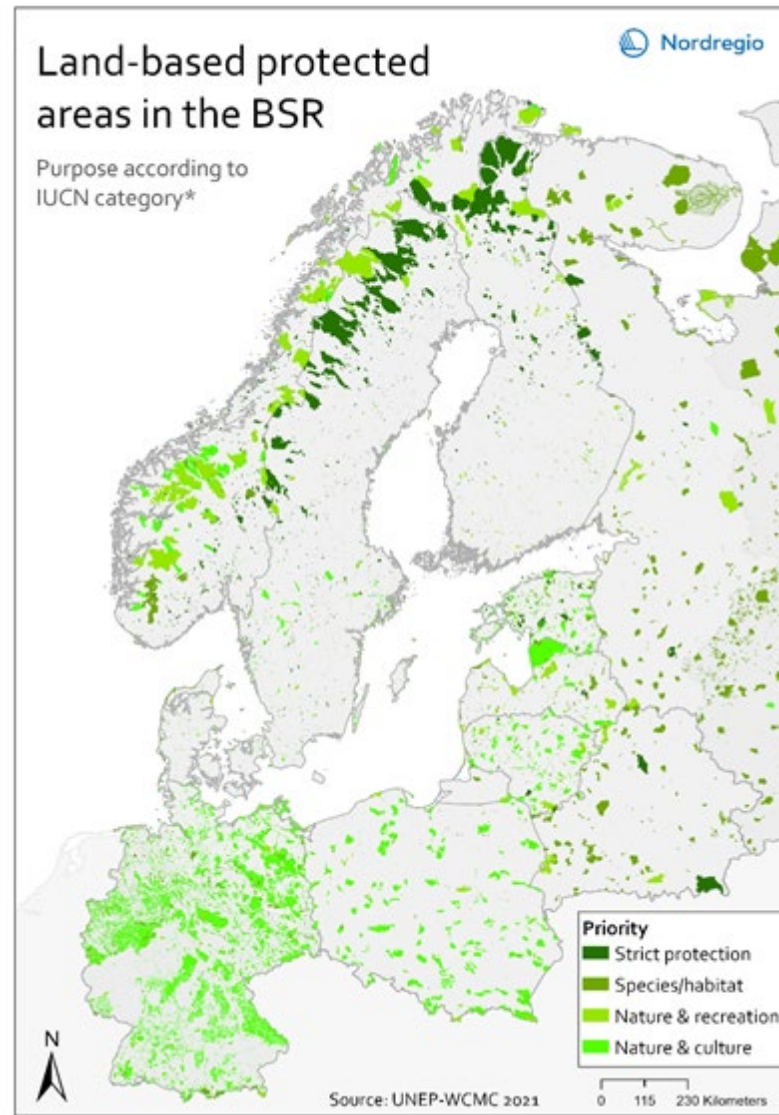 Land-based protected
areas in the BSR
Nordregio
Purpose according to
IUCN category*
Priority
Strict protection
Species/habitat
Nature & recreation
Nature & culture
N
Source: UNEP-WCMC 2021
0 115 230 Kilometers